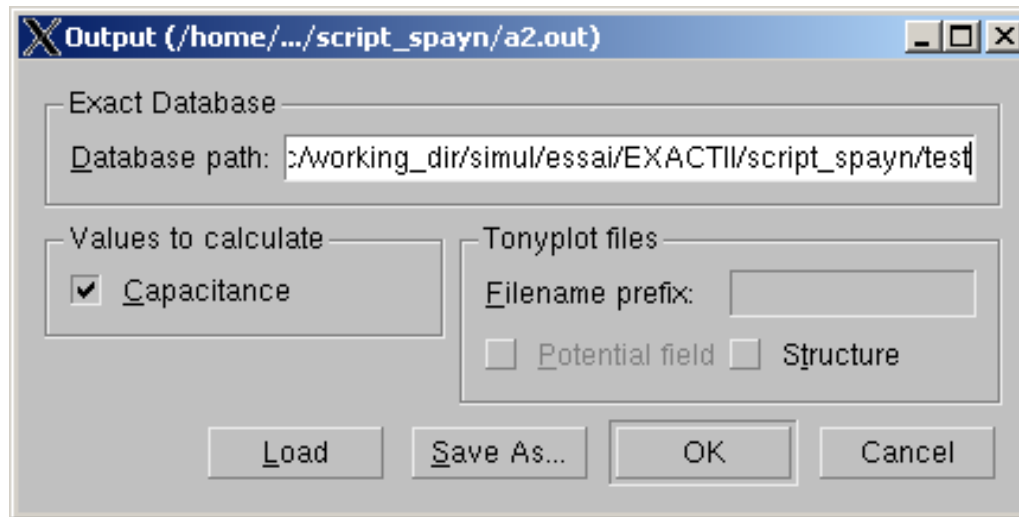 Output (/home/.../script_spayn/a2.out)
Exact Database
Database path: :/working_dir/simul/essai/EXACTII/script_spayn/test
Values to calculate
Capacitance
Tonyplot files
Filename prefix:
Potential field
Structure
Load
Save As...
OK
Cancel